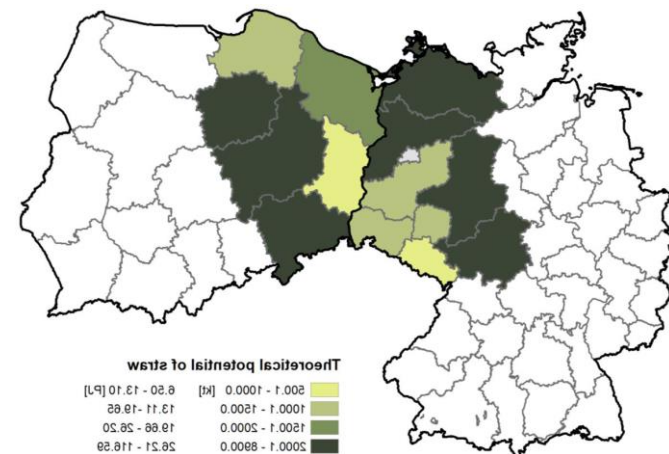 Theoretical potential of straw
500.1 - 1000.0 [kt] 6.50 - 13.10 [PJ]
1000.1 - 1500.0 13.11-19.65
1500.1 - 2000.0 19.66 - 26.20
2000.1 - 8900.0 26.21 - 116.59